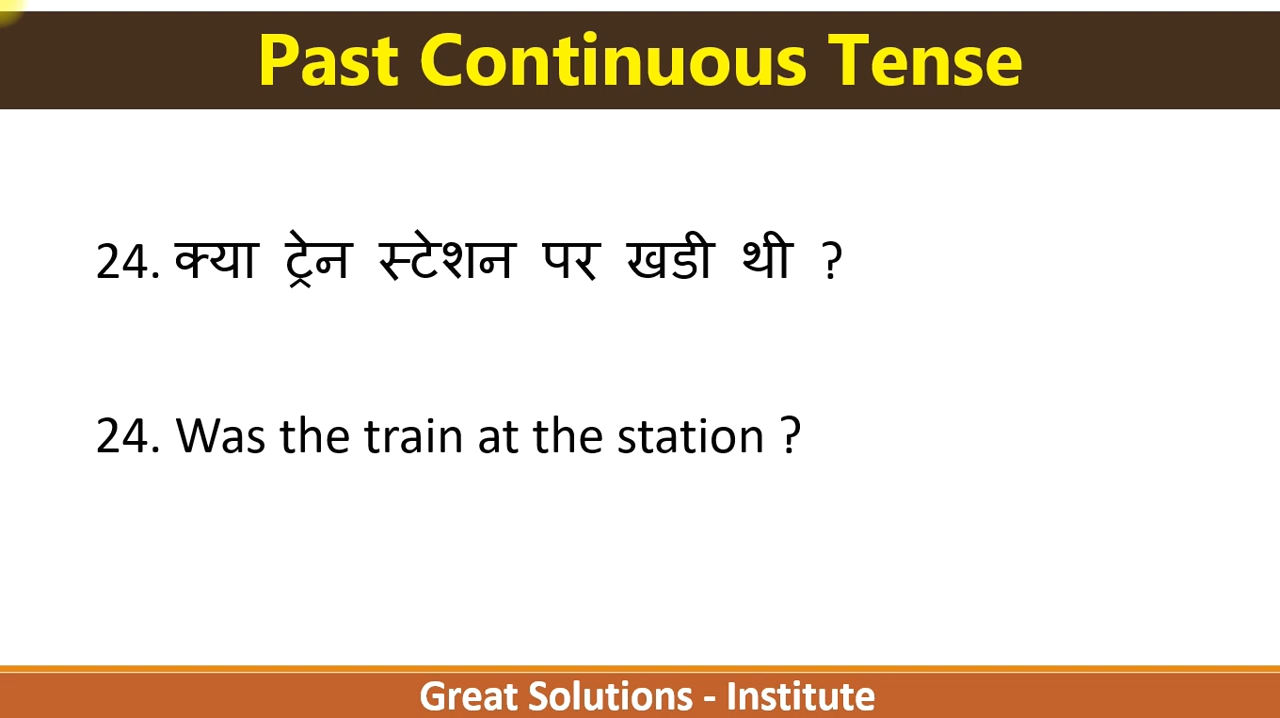 Past Continuous Tense
24. क्या ट्रेन स्टेशन पर खडी थी ?
24. Was the train at the station ?
Great Solutions - Institute